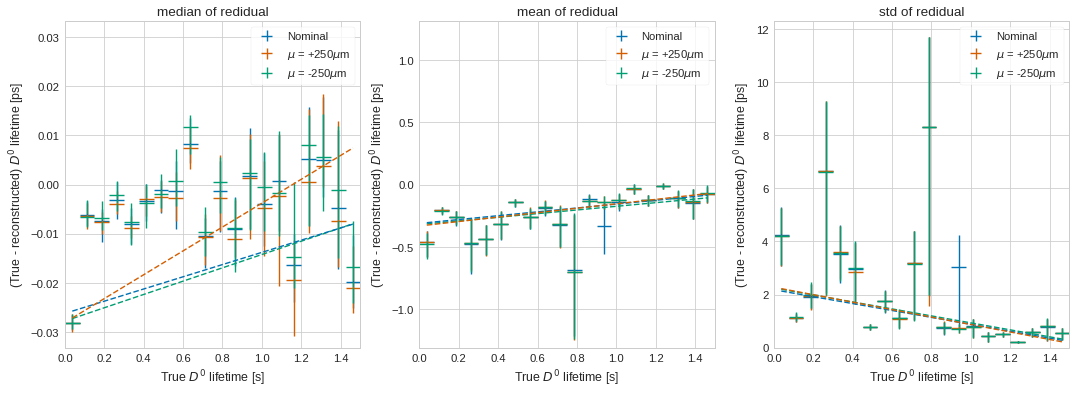 median of redidual
(True - reconstructed) D⁰ lifetime [ps]
0.03
0.02
0.01
0.00
−0.01
−0.02
−0.03
0.0 0.2 0.4 0.6 0.8 1.0 1.2 1.4
True D⁰ lifetime [s]
Nominal
μ = +250μm
μ = -250μm
mean of redidual
(True - reconstructed) D⁰ lifetime [ps]
1.0
0.5
0.0
−0.5
−1.0
0.0 0.2 0.4 0.6 0.8 1.0 1.2 1.4
True D⁰ lifetime [s]
Nominal
μ = +250μm
μ = -250μm
std of redidual
(True - reconstructed) D⁰ lifetime [ps]
12
10
8
6
4
2
0
0.0 0.2 0.4 0.6 0.8 1.0 1.2 1.4
True D⁰ lifetime [s]
Nominal
μ = +250μm
μ = -250μm